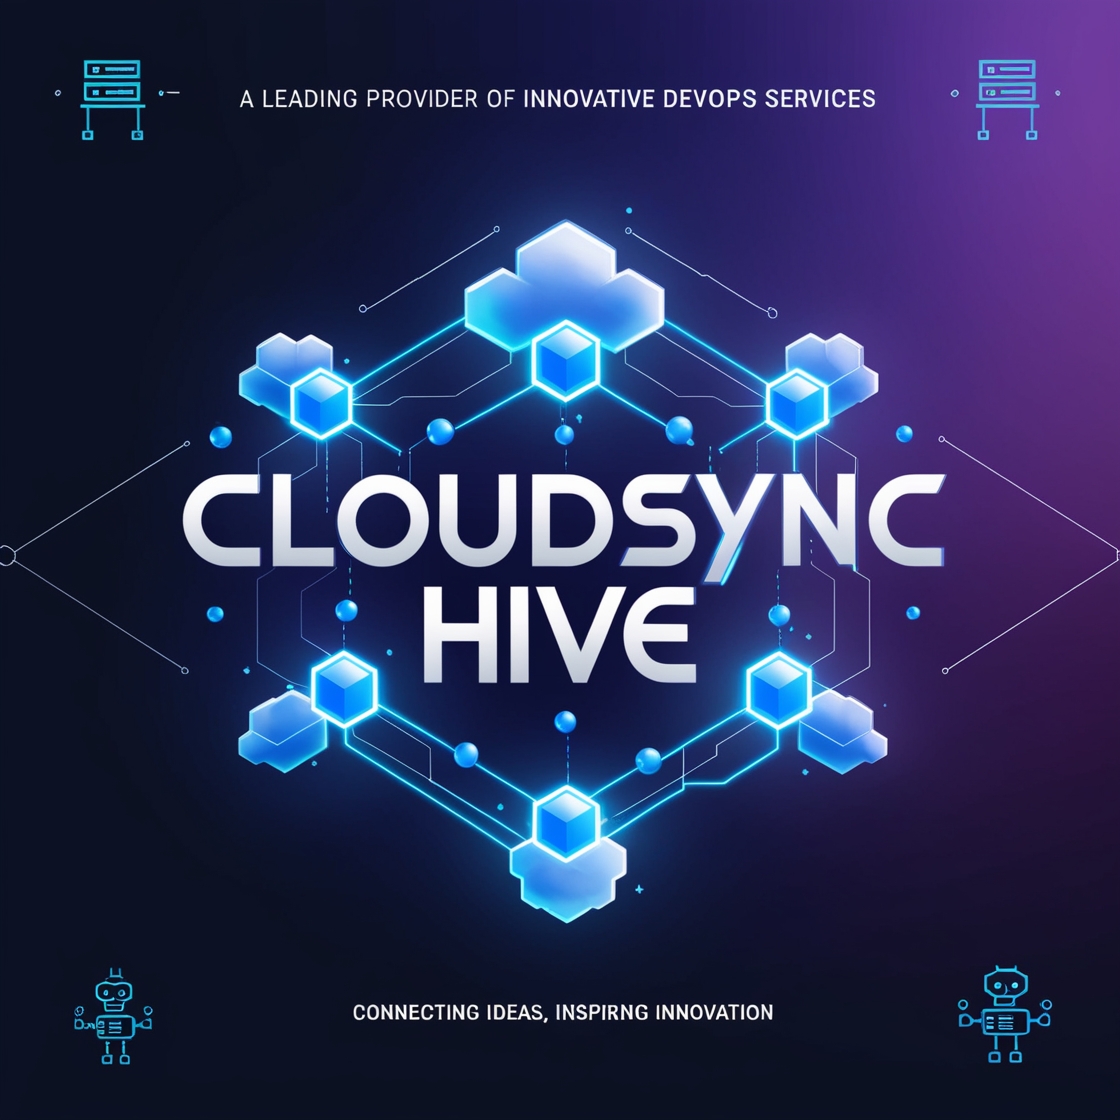 A LEADING PROVIDER OF INNOVATIVE DEVOPS SERVICES
CLOUDSYNC
HIVE
CONNECTING IDEAS, INSPIRNG INNOVATION